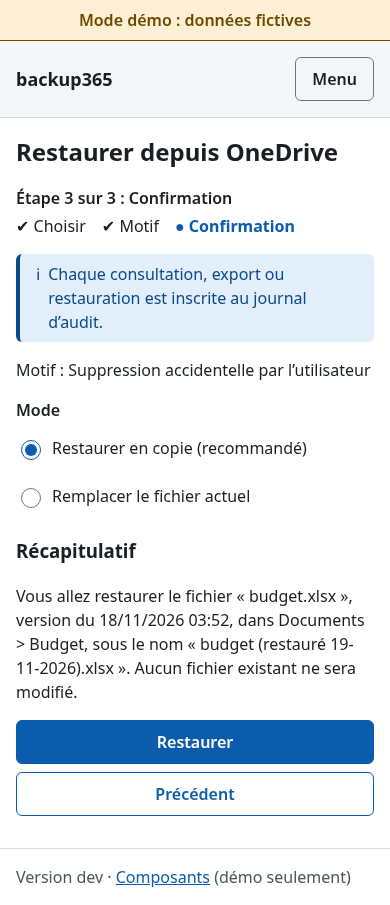 Mode démo : données fictives
backup365
Menu
Restaurer depuis OneDrive
Étape 3 sur 3 : Confirmation
✔ Choisir ✔ Motif ● Confirmation
i Chaque consultation, export ou
restauration est inscrite au journal
d’audit.
Motif : Suppression accidentelle par l’utilisateur
Mode
Restaurer en copie (recommandé)
Remplacer le fichier actuel
Récapitulatif
Vous allez restaurer le fichier « budget.xlsx »,
version du 18/11/2026 03:52, dans Documents
> Budget, sous le nom « budget (restauré 19-
11-2026).xlsx ». Aucun fichier existant ne sera
modifié.
Restaurer
Précédent
Version dev · Composants (démo seulement)